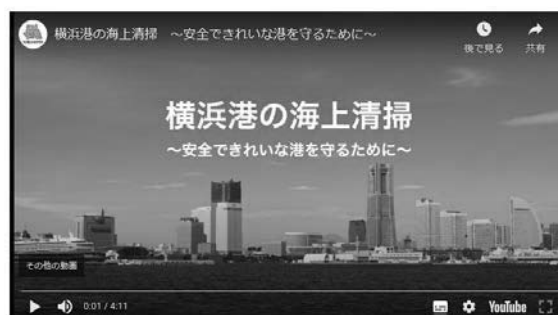 横浜港の海上清掃 ～安全できれいな港を守るために～
後で見る
共有
横浜港の海上清掃
～安全できれいな港を守るために～
その他の動画
0:01 / 4:11
YouTube